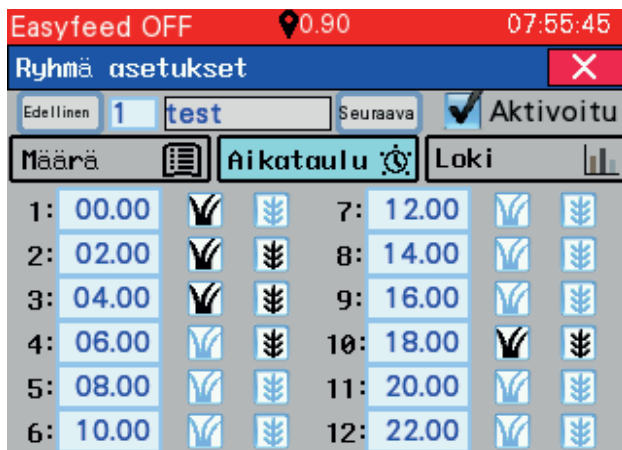 Easyfeed OFF 0.90 07:55:45
Ryhmä asetukset
Edellinen 1 test Seuraava Aktivoitu
Määrä Aikataulu Loki
1: 00.00 7: 12.00
2: 02.00 8: 14.00
3: 04.00 9: 16.00
4: 06.00 10: 18.00
5: 08.00 11: 20.00
6: 10.00 12: 22.00